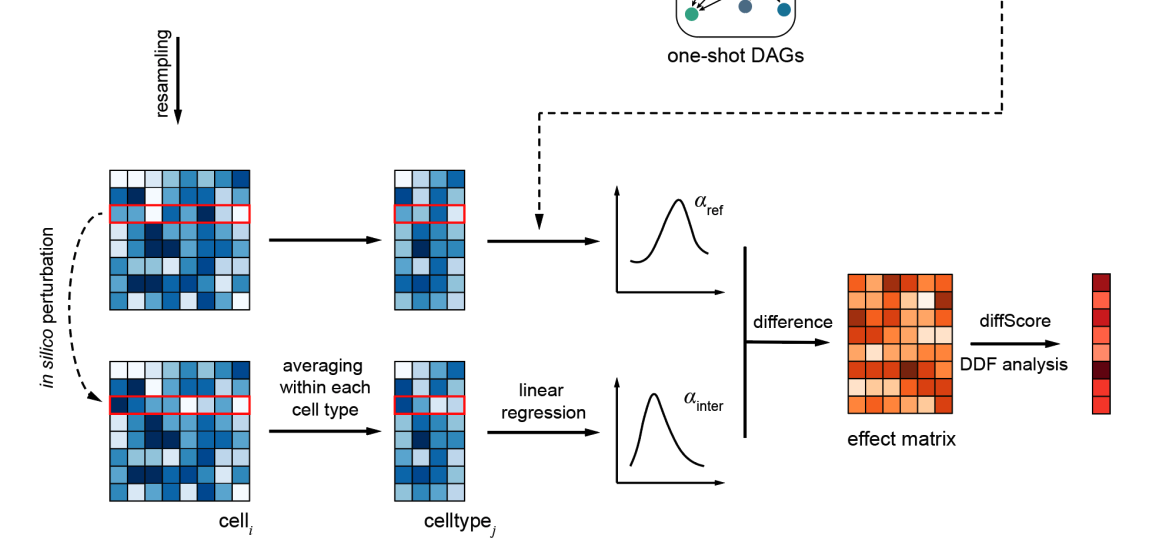 one-shot DAGs
resampling
in silico perturbation
α_ref
difference
diffScore
DDF analysis
averaging
within each
cell type
linear
regression
α_inter
effect matrix
cell_i
celltype_j